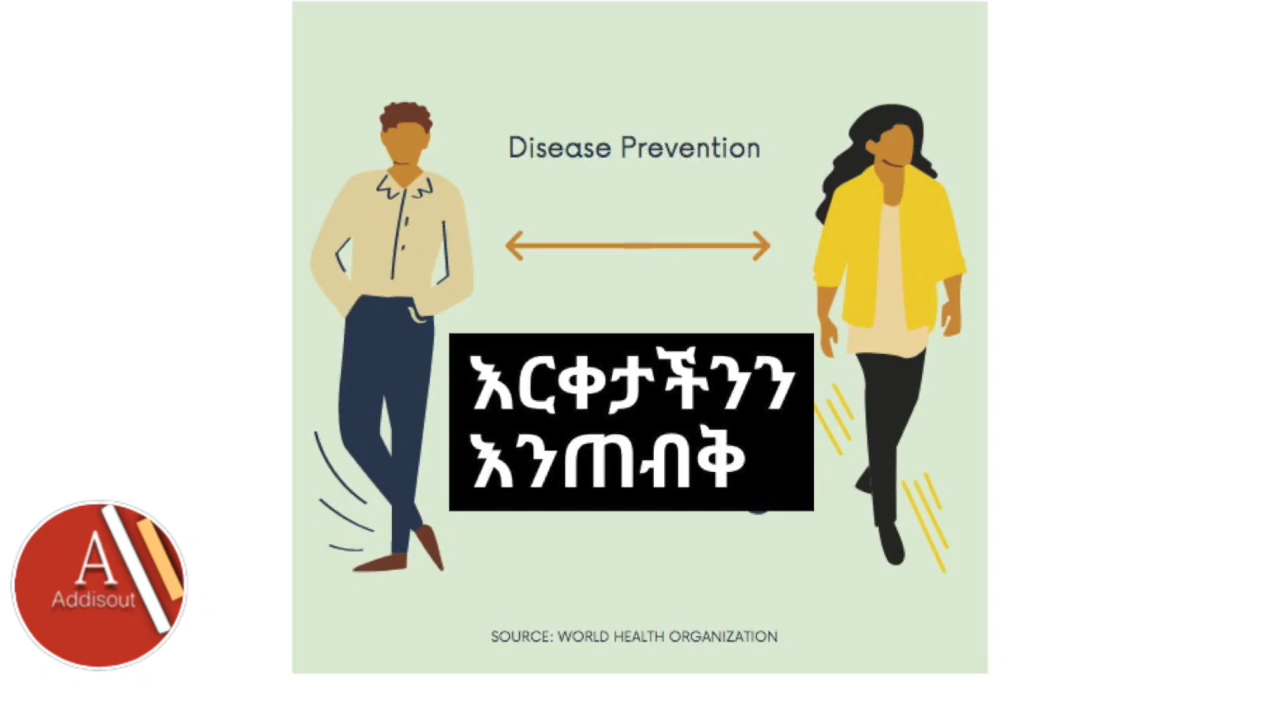 Disease Prevention
እርቀታችንን
እንጠብቅ
A
Addisout
SOURCE: WORLD HEALTH ORGANIZATION